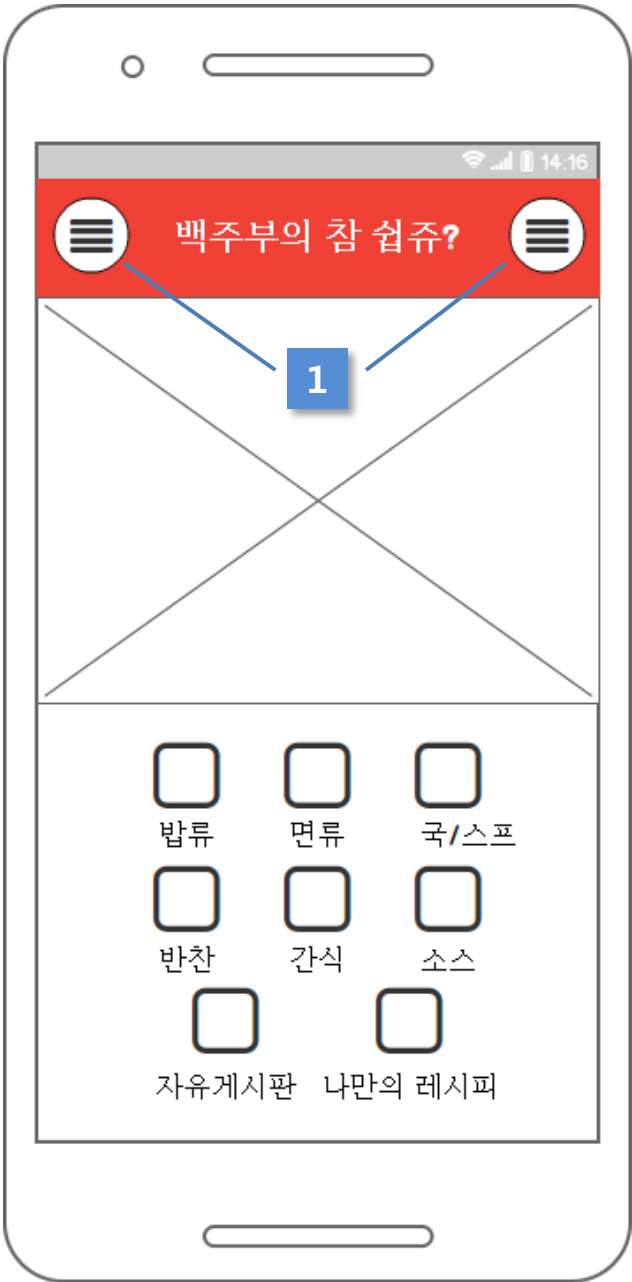 14:16
백주부의 참 쉽쥬?
1
밥류 면류 국/스프
반찬 간식 소스
자유게시판 나만의 레시피